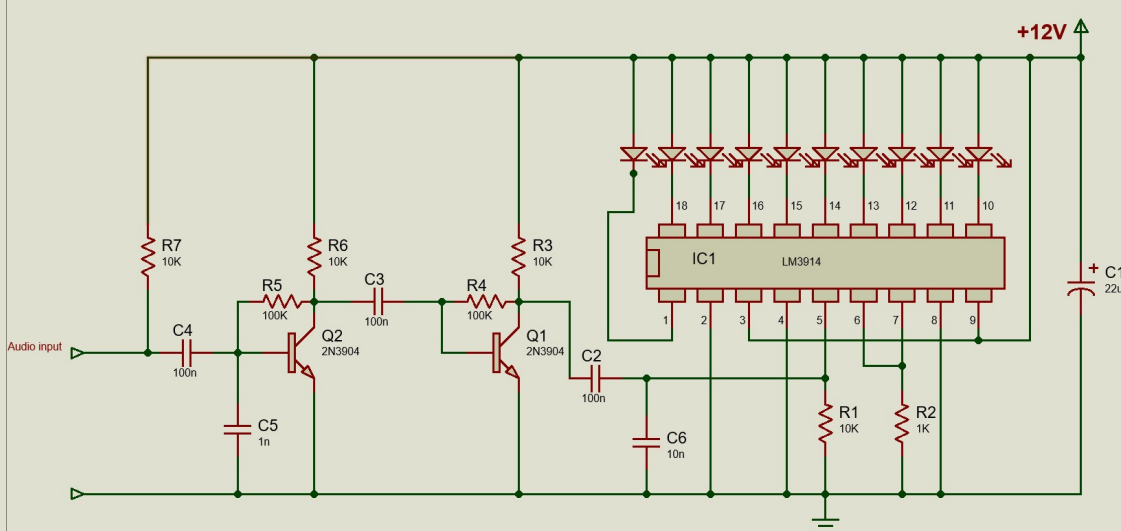 +12V
18
17
16
15
14
13
12
11
10
R7
10K
R6
10K
R3
10K
IC1
LM3914
C1
22u
R5
100K
C3
100n
R4
100K
1
2
3
4
5
6
7
8
9
Audio input
C4
100n
Q2
2N3904
Q1
2N3904
C2
100n
C5
1n
C6
10n
R1
10K
R2
1K
+